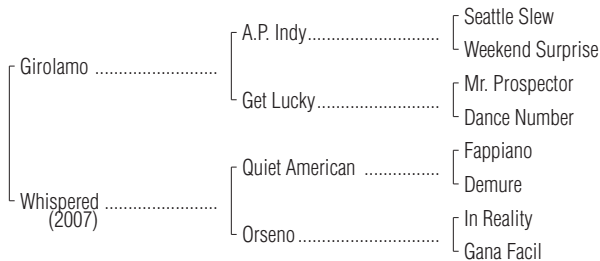 Seattle Slew
A.P. Indy..............................
Weekend Surprise
Girolamo ..........................
Mr. Prospector
Get Lucky..........................
Dance Number
Fappiano
Quiet American ................
Demure
Whispered ........................
(2007)
In Reality
Orseno ..............................
Gana Facil